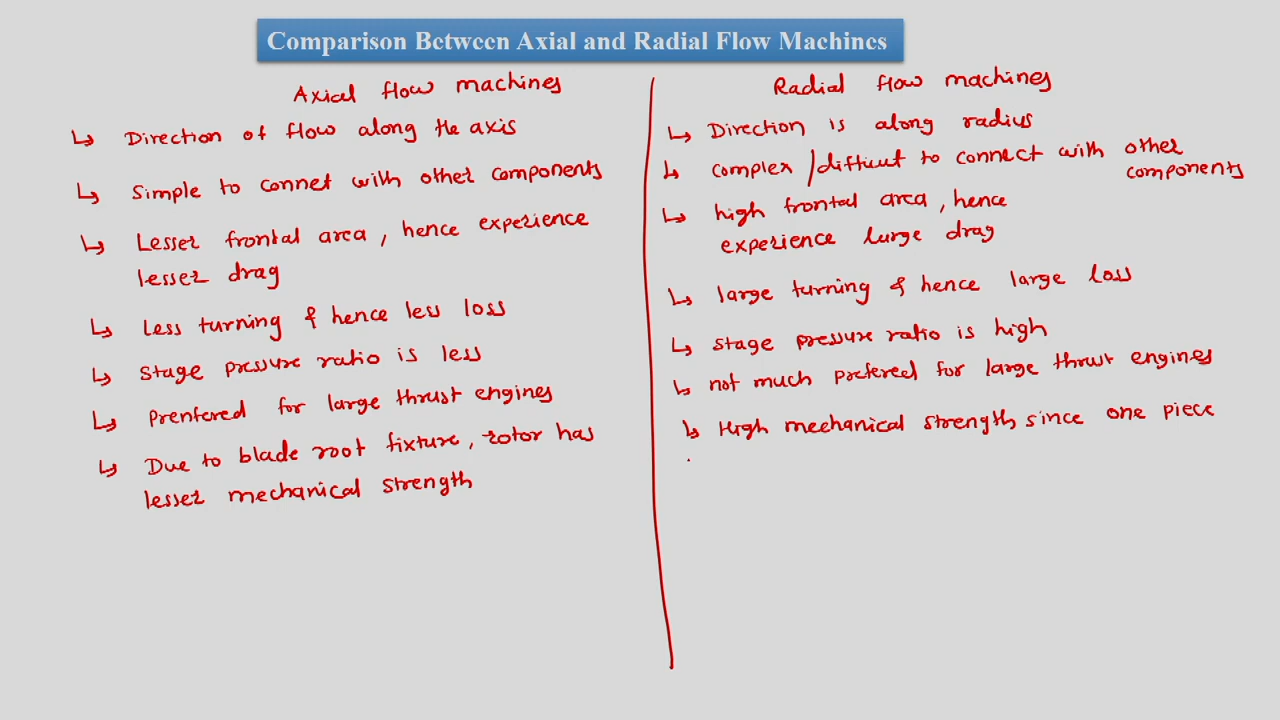 Comparison Between Axial and Radial Flow Machines
Axial flow machines
Direction of flow along the axis
Simple to connet with other components
Lesser frontal area, hence experience
lesser drag
Less turning & hence less loss
Stage pressure ratio is less
Prenfered for large thrust engines
Due to blade root fixture, rotor has
lesser mechanical strength
Radial flow machines
Direction is along radius
complex / difficut to connect with other
components
high frontal area, hence
experience large drag
large turning & hence large loss
stage pressure ratio is high
not much prefered for large thrust engines
High mechanical strength since one piece